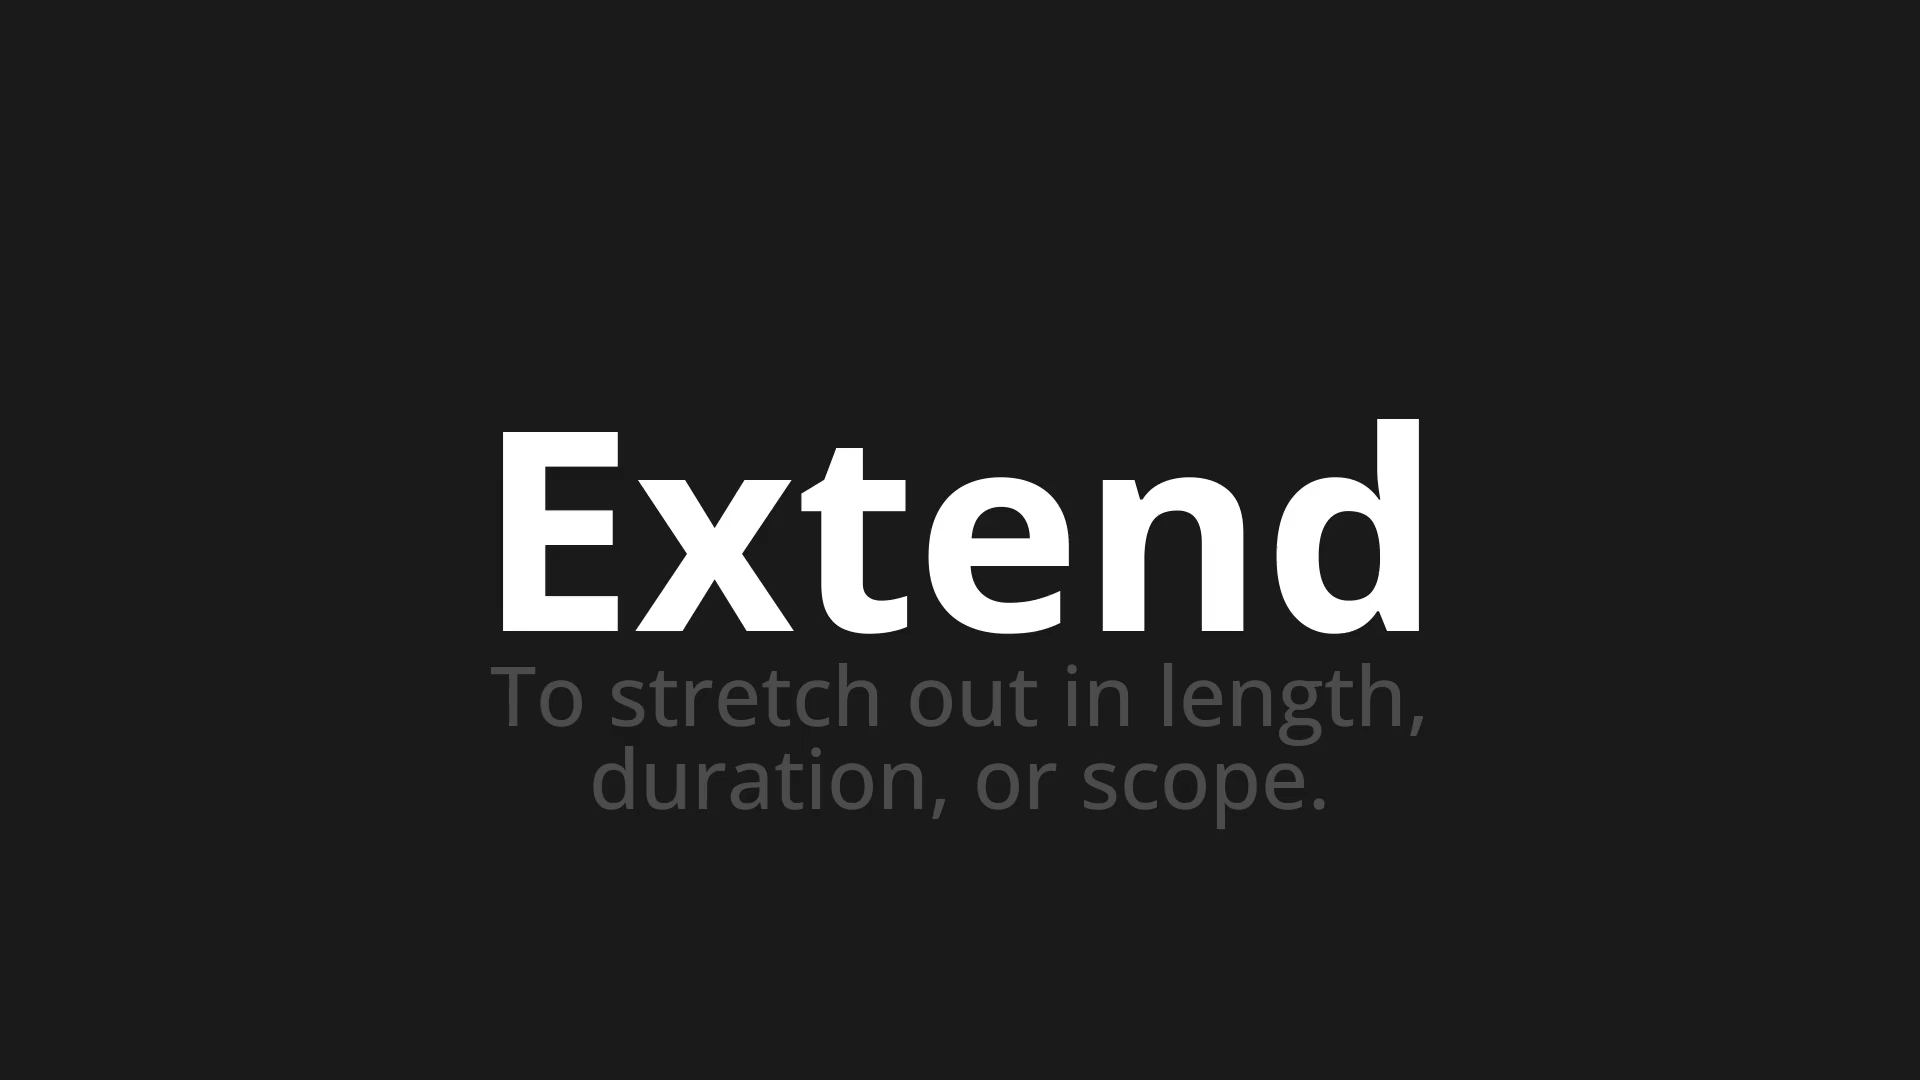 Extend
To stretch out in length,
duration, or scope.